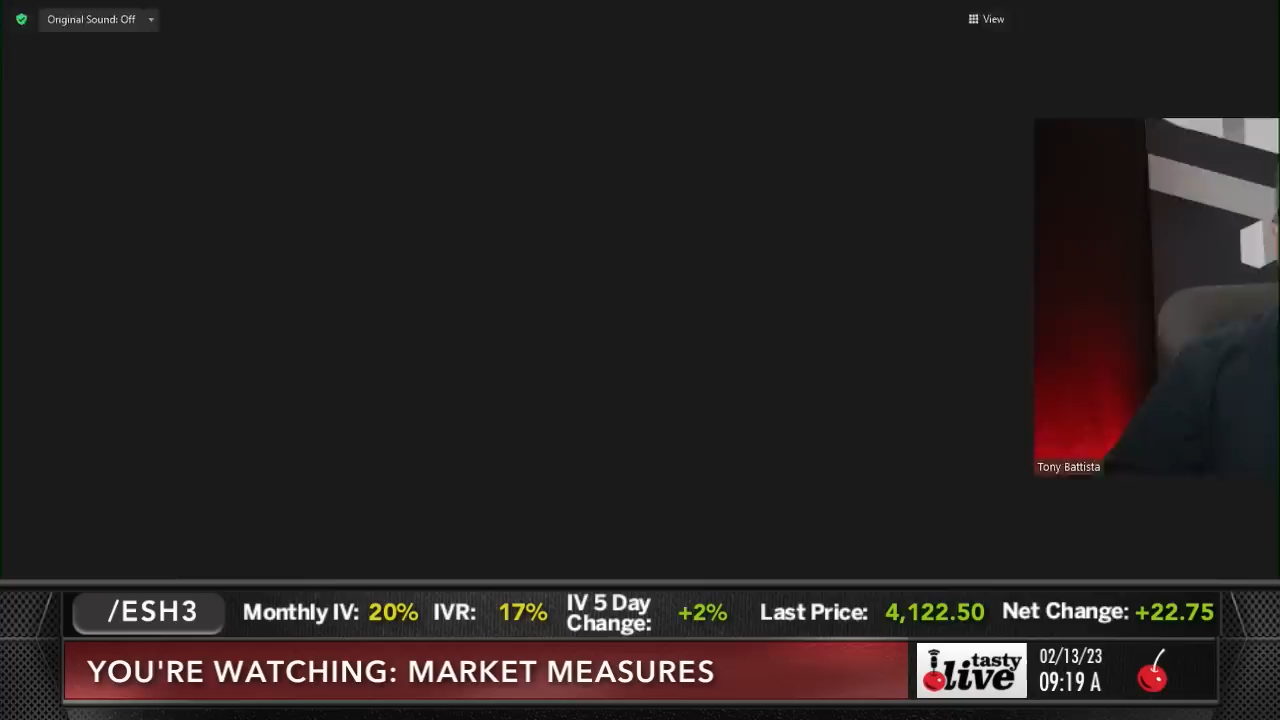 Original Sound: Off
View
Tony Battista
/ESH3
Monthly IV: 20%
IVR: 17%
IV 5 Day
Change: +2%
Last Price: 4,122.50
Net Change: +22.75
YOU'RE WATCHING: MARKET MEASURES
tasty
live
02/13/23
09:19 A